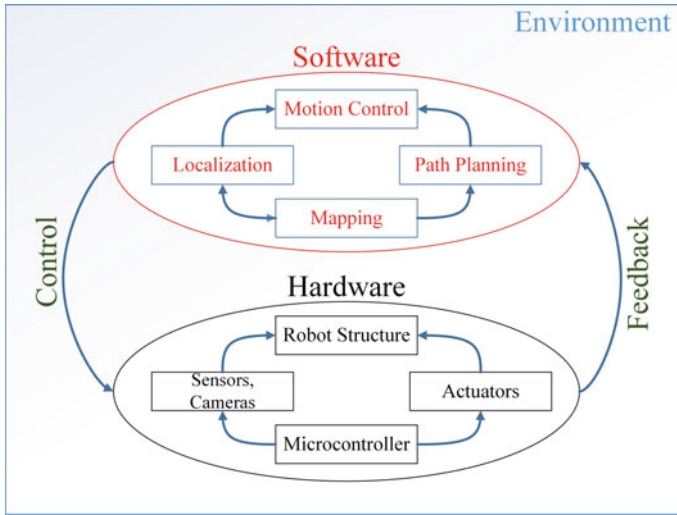 Environment
Software
Motion Control
Localization
Path Planning
Mapping
Control
Feedback
Hardware
Robot Structure
Sensors,
Cameras
Actuators
Microcontroller